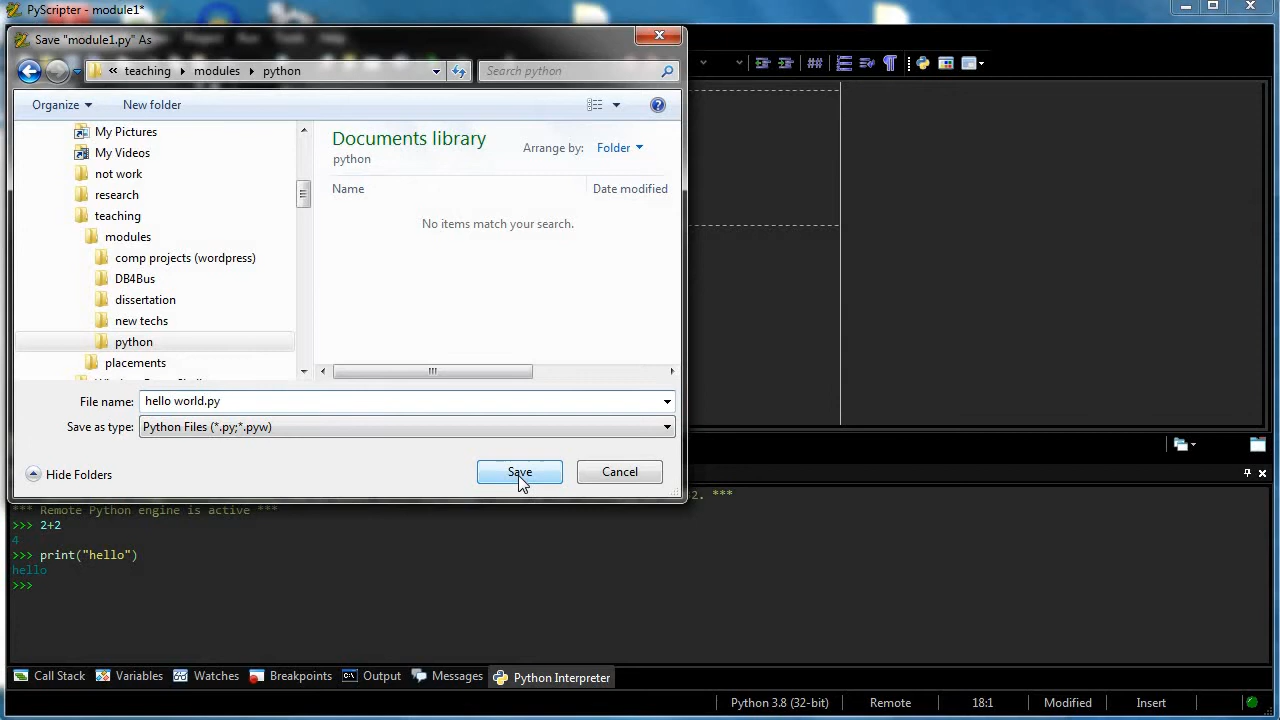 PyScripter - module1*
Save "module1.py" As
« teaching modules python
Search python
Organize New folder
My Pictures
My Videos
not work
research
teaching
modules
comp projects (wordpress)
DB4Bus
dissertation
new techs
python
placements
Documents library
python
Arrange by: Folder
Name Date modified
No items match your search.
File name: hello world.py
Save as type: Python Files (*.py;*.pyw)
Hide Folders Save Cancel
2. ***
*** Remote Python engine is active ***
>>> 2+2
4
>>> print("hello")
hello
>>>
Call Stack Variables Watches Breakpoints Output Messages Python Interpreter
Python 3.8 (32-bit) Remote 18:1 Modified Insert